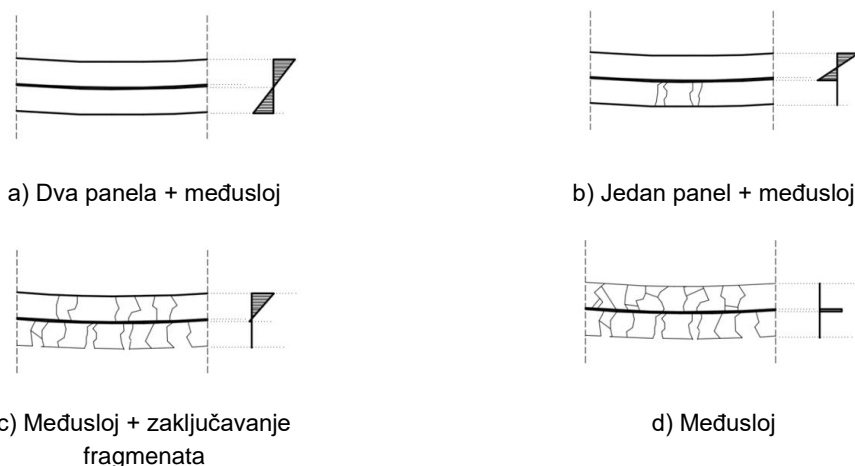 a) Dva panela + međusloj
b) Jedan panel + međusloj
c) Međusloj + zaključavanje
fragmenata
d) Međusloj